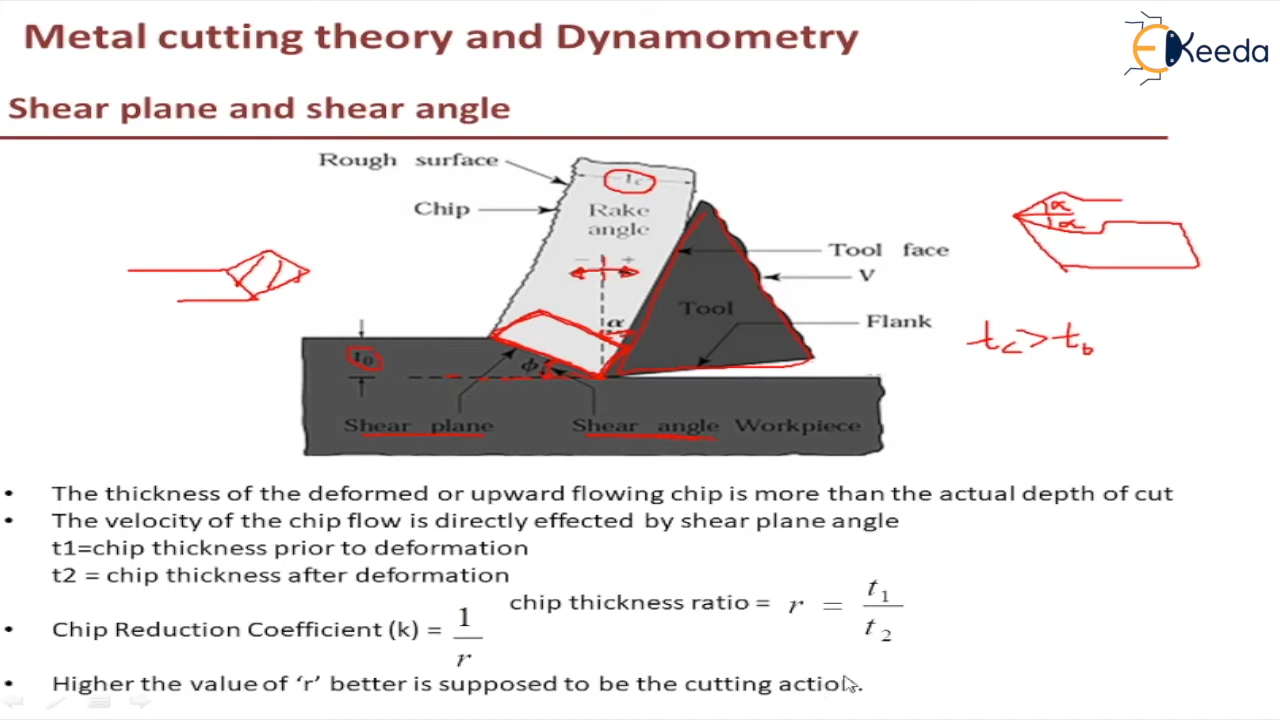 Metal cutting theory and Dynamometry
EKeeda
Shear plane and shear angle
Rough surface
tc
Chip
Rake
angle
α
α
− +
Tool face
V
Tool
α
Flank
tc > to
t0
ϕ
Shear plane Shear angle Workpiece
• The thickness of the deformed or upward flowing chip is more than the actual depth of cut
• The velocity of the chip flow is directly effected by shear plane angle
t1=chip thickness prior to deformation
t2 = chip thickness after deformation
chip thickness ratio = r = t1 / t2
• Chip Reduction Coefficient (k) = 1 / r
• Higher the value of ‘r’ better is supposed to be the cutting action.